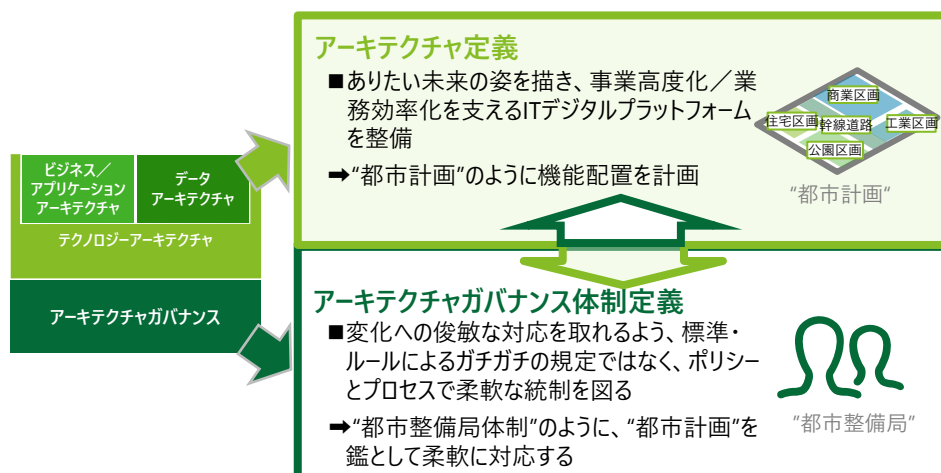 アーキテクチャ定義
■ありたい未来の姿を描き、事業高度化／業
務効率化を支えるITデジタルプラットフォーム
を整備
➡“都市計画”のように機能配置を計画
商業区画
住宅区画
幹線道路
工業区画
公園区画
“都市計画“
ビジネス／
アプリケーション
アーキテクチャ
データ
アーキテクチャ
テクノロジーアーキテクチャ
アーキテクチャガバナンス
アーキテクチャガバナンス体制定義
■変化への俊敏な対応を取れるよう、標準・
ルールによるガチガチの規定ではなく、ポリシー
とプロセスで柔軟な統制を図る
➡“都市整備局体制”のように、“都市計画”を
鑑として柔軟に対応する
“都市整備局”